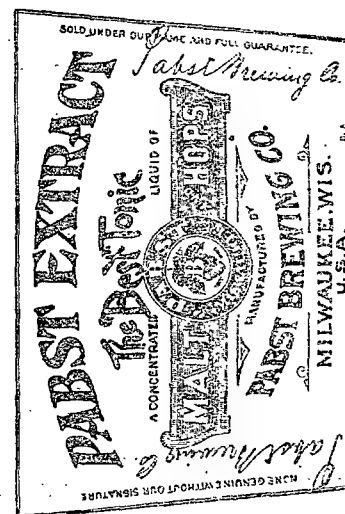 SOLD UNDER OUR NAME AND FULL GUARANTEE.
Pabst Brewing Co.
PABST EXTRACT
The Best Tonic
A CONCENTRATED LIQUID OF
MALT HOPS
MANUFACTURED BY
PABST BREWING CO.
MILWAUKEE, WIS.
U.S.A.
Pabst Brewing Co.
NONE GENUINE WITHOUT OUR SIGNATURE